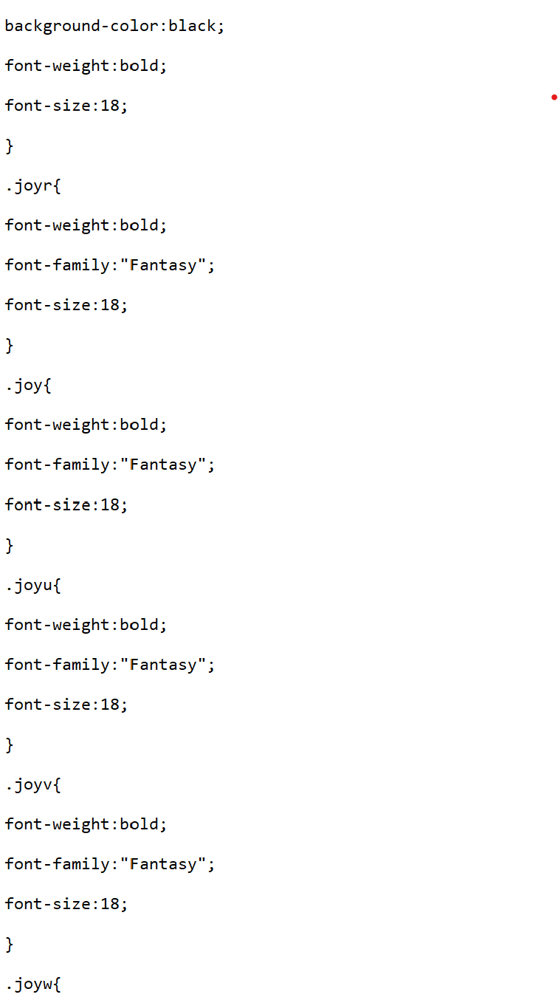 background-color:black;
font-weight:bold;
font-size:18;
}
.joyr{
font-weight:bold;
font-family:"Fantasy";
font-size:18;
}
.joy{
font-weight:bold;
font-family:"Fantasy";
font-size:18;
}
.joyu{
font-weight:bold;
font-family:"Fantasy";
font-size:18;
}
.joyv{
font-weight:bold;
font-family:"Fantasy";
font-size:18;
}
.joyw{